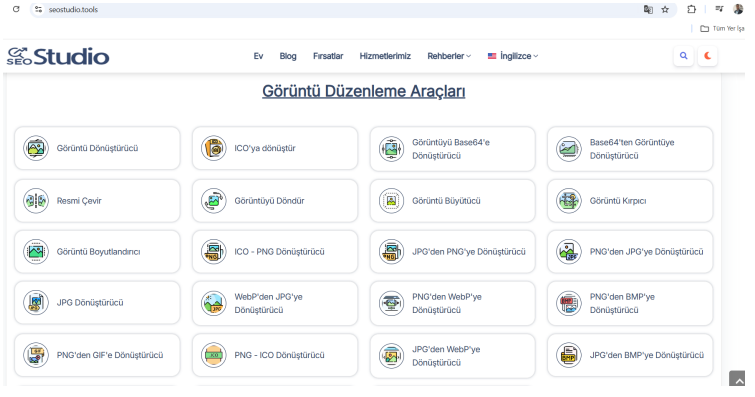 seostudio.tools
Tüm Yer İşa
SEO Studio
Ev Blog Fırsatlar Hizmetlerimiz Rehberler İngilizce
Görüntü Düzenleme Araçları
Görüntü Dönüştürücü
ICO'ya dönüştür
Görüntüyü Base64'e
Dönüştürücü
Base64'ten Görüntüye
Dönüştürücü
Resmi Çevir
Görüntüyü Döndür
Görüntü Büyütücü
Görüntü Kırpıcı
Görüntü Boyutlandırıcı
ICO - PNG Dönüştürücü
JPG'den PNG'ye Dönüştürücü
PNG'den JPG'ye Dönüştürücü
JPG Dönüştürücü
WebP'den JPG'ye
Dönüştürücü
PNG'den WebP'ye
Dönüştürücü
PNG'den BMP'ye
Dönüştürücü
PNG'den GIF'e Dönüştürücü
PNG - ICO Dönüştürücü
JPG'den WebP'ye
Dönüştürücü
JPG'den BMP'ye Dönüştürücü